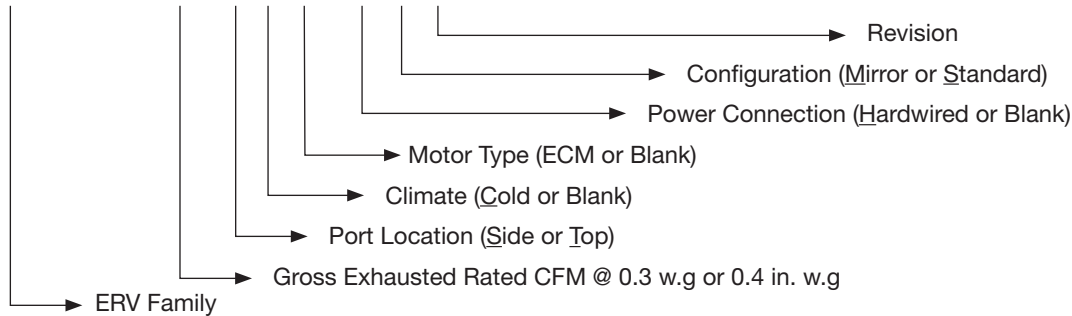 Revision
Configuration (Mirror or Standard)
Power Connection (Hardwired or Blank)
Motor Type (ECM or Blank)
Climate (Cold or Blank)
Port Location (Side or Top)
Gross Exhausted Rated CFM @ 0.3 w.g or 0.4 in. w.g
ERV Family